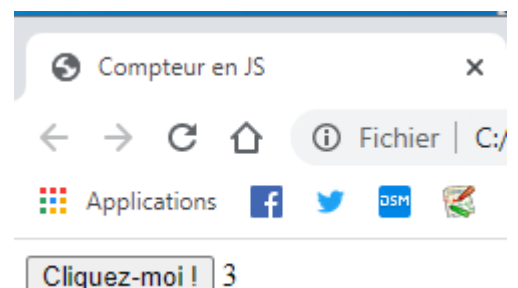 Compteur en JS
Fichier C:/
Applications f DSM
Cliquez-moi ! 3